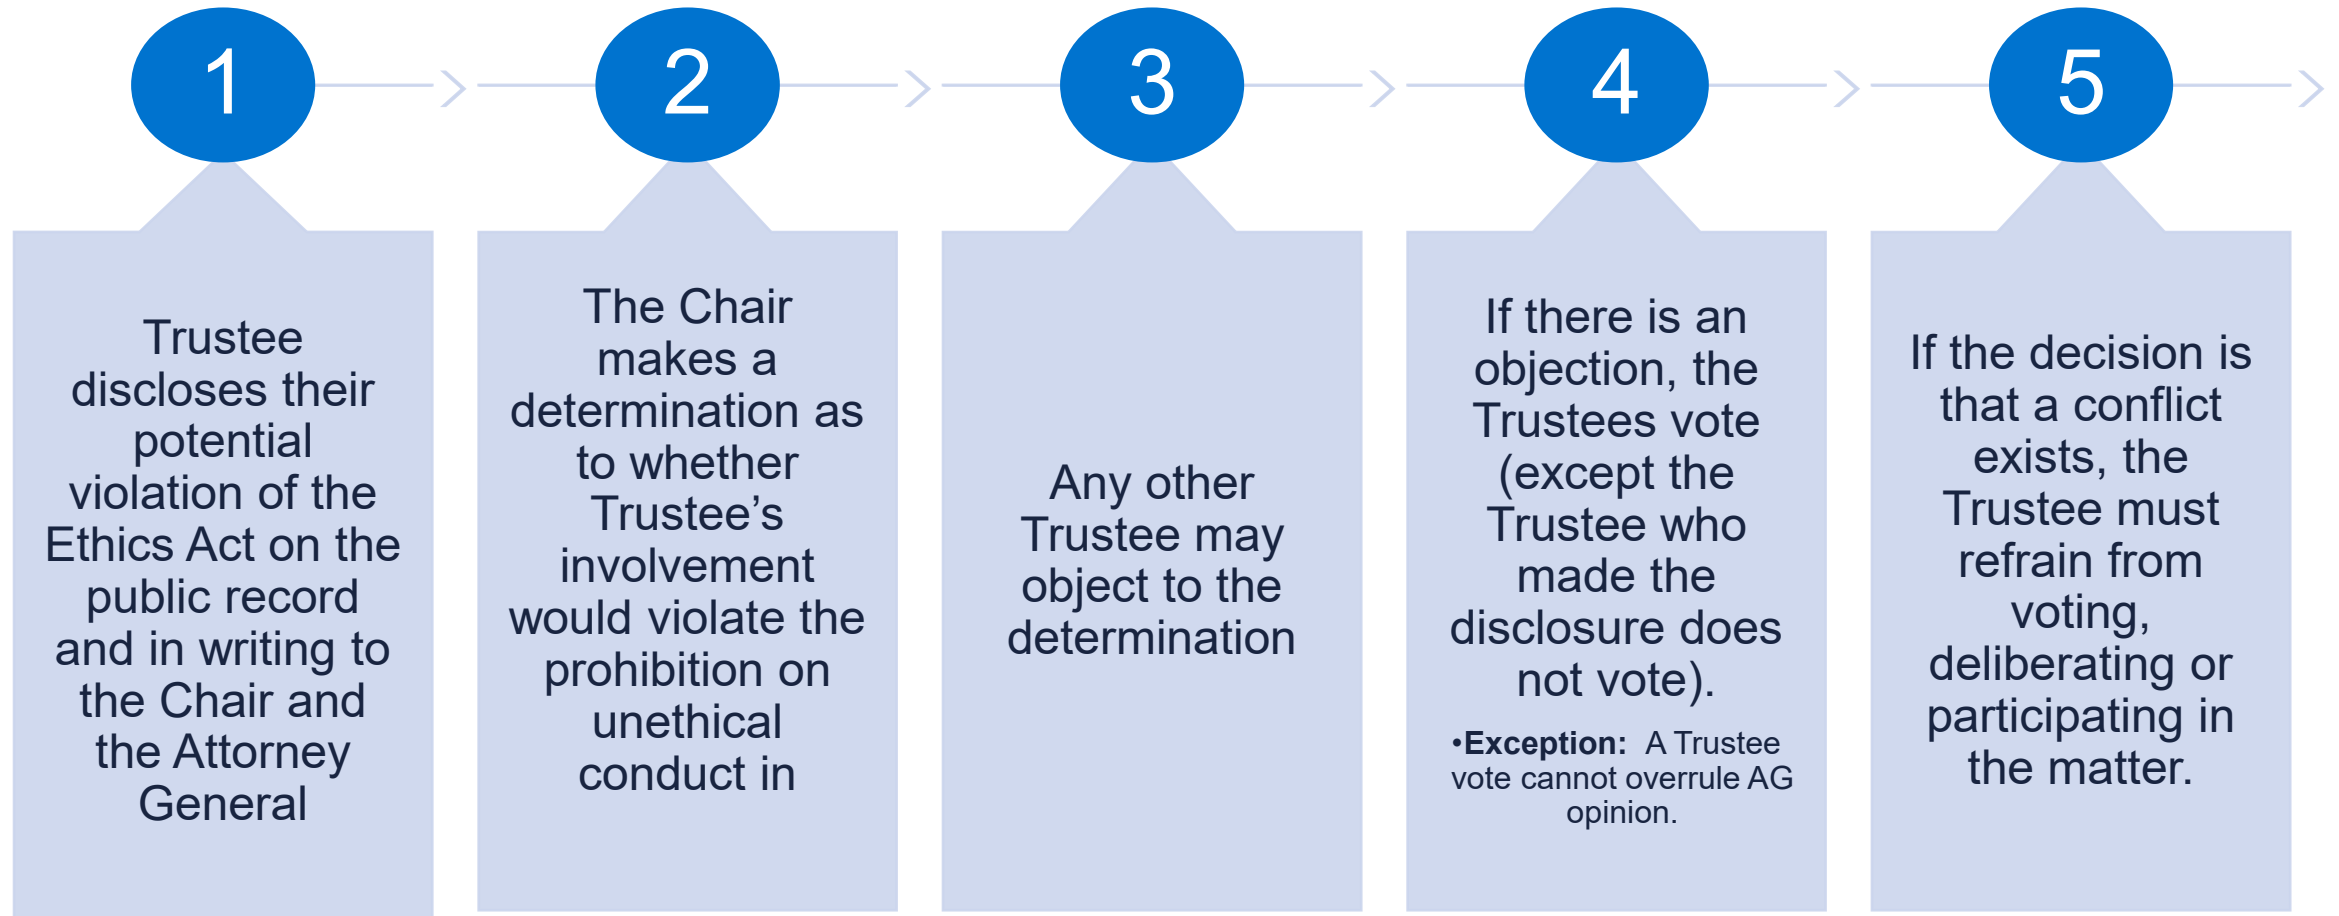 1
Trustee
discloses their
potential
violation of the
Ethics Act on the
public record
and in writing to
the Chair and
the Attorney
General
2
The Chair
makes a
determination as
to whether
Trustee’s
involvement
would violate the
prohibition on
unethical
conduct in
3
Any other
Trustee may
object to the
determination
4
If there is an
objection, the
Trustees vote
(except the
Trustee who
made the
disclosure does
not vote).
•Exception:  A Trustee
vote cannot overrule AG
opinion.
5
If the decision is
that a conflict
exists, the
Trustee must
refrain from
voting,
deliberating or
participating in
the matter.